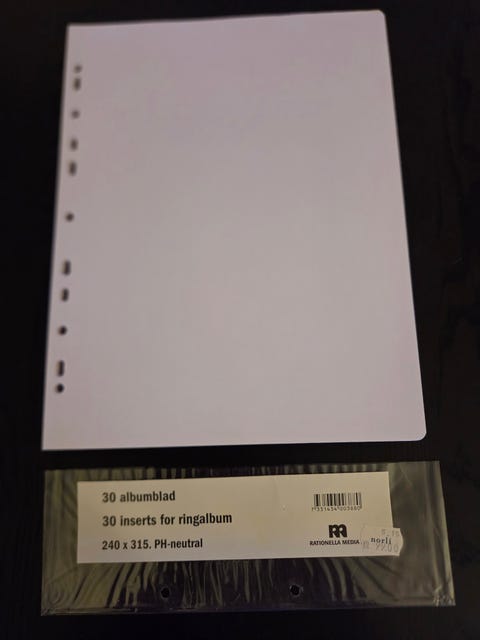 30 albumblad
30 inserts for ringalbum
240 x 315. PH-neutral
RATIONELLA MEDIA
norli